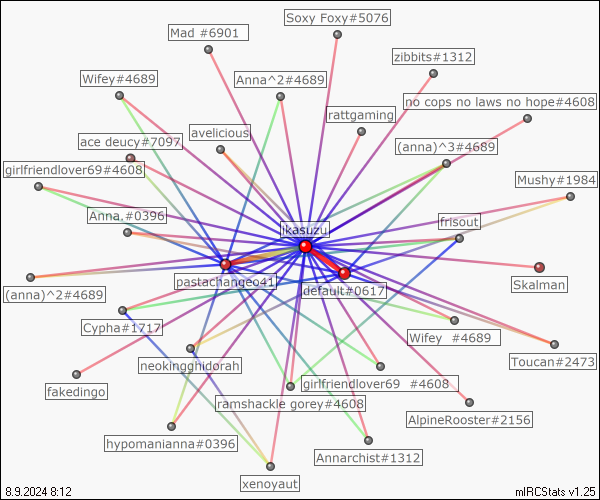 Soxy Foxy#5076
Mad #6901
zibbits#1312
Wifey#4689
Anna^2#4689
no cops no laws no hope#4608
rattgaming
avelicious
ace deucy#7097
(anna)^3#4689
girlfriendlover69#4608
Mushy#1984
Anna,#0396
frisout
jkasuzu
Skalman
pastachangeo41
default#0617
(anna)^2#4689
Cypha#1717
Wifey  #4689
Toucan#2473
neokingghidorah
girlfriendlover69  #4608
fakedingo
ramshackle gorey#4608
AlpineRooster#2156
hypomanianna#0396
Annarchist#1312
xenoyaut
8.9.2024 8:12
mIRCStats v1.25